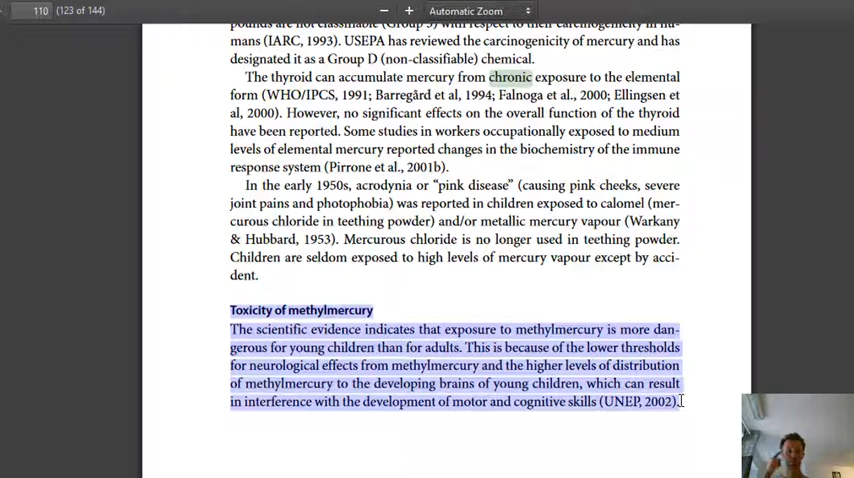 110 (123 of 144) − + Automatic Zoom
pounds are not classifiable (Group 3) with respect to their carcinogenicity in hu-
mans (IARC, 1993). USEPA has reviewed the carcinogenicity of mercury and has
designated it as a Group D (non-classifiable) chemical.
The thyroid can accumulate mercury from chronic exposure to the elemental
form (WHO/IPCS, 1991; Barregård et al, 1994; Falnoga et al., 2000; Ellingsen et
al, 2000). However, no significant effects on the overall function of the thyroid
have been reported. Some studies in workers occupationally exposed to medium
levels of elemental mercury reported changes in the biochemistry of the immune
response system (Pirrone et al., 2001b).
In the early 1950s, acrodynia or “pink disease” (causing pink cheeks, severe
joint pains and photophobia) was reported in children exposed to calomel (mer-
curous chloride in teething powder) and/or metallic mercury vapour (Warkany
& Hubbard, 1953). Mercurous chloride is no longer used in teething powder.
Children are seldom exposed to high levels of mercury vapour except by acci-
dent.
Toxicity of methylmercury
The scientific evidence indicates that exposure to methylmercury is more dan-
gerous for young children than for adults. This is because of the lower thresholds
for neurological effects from methylmercury and the higher levels of distribution
of methylmercury to the developing brains of young children, which can result
in interference with the development of motor and cognitive skills (UNEP, 2002).